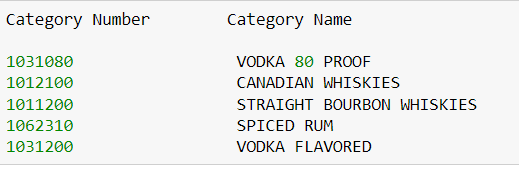 Category Number Category Name
1031080 VODKA 80 PROOF
1012100 CANADIAN WHISKIES
1011200 STRAIGHT BOURBON WHISKIES
1062310 SPICED RUM
1031200 VODKA FLAVORED